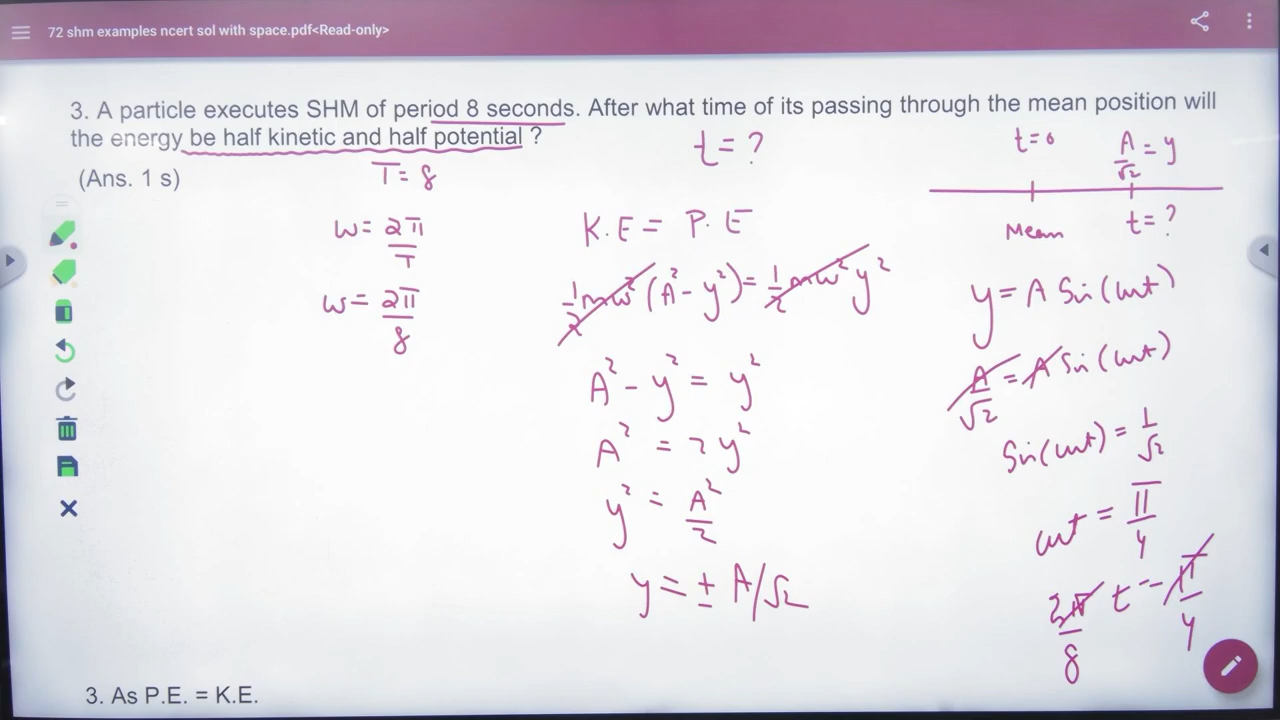 72 shm examples ncert sol with space.pdf<Read-only>
3. A particle executes SHM of period 8 seconds. After what time of its passing through the mean position will
the energy be half kinetic and half potential ?
(Ans. 1 s)
T = 8
t = ?
t = 0
A/√2 = y
Mean
t = ?
ω = 2π/T
ω = 2π/8
K.E = P.E
1/2 mω² (A² - y²) = 1/2 mω² y²
A² - y² = y²
A² = 2y²
y² = A²/2
y = ± A/√2
y = A Sin(ωt)
A/√2 = A Sin(ωt)
Sin(ωt) = 1/√2
ωt = π/4
2π/8 t = π/4
3. As P.E. = K.E.